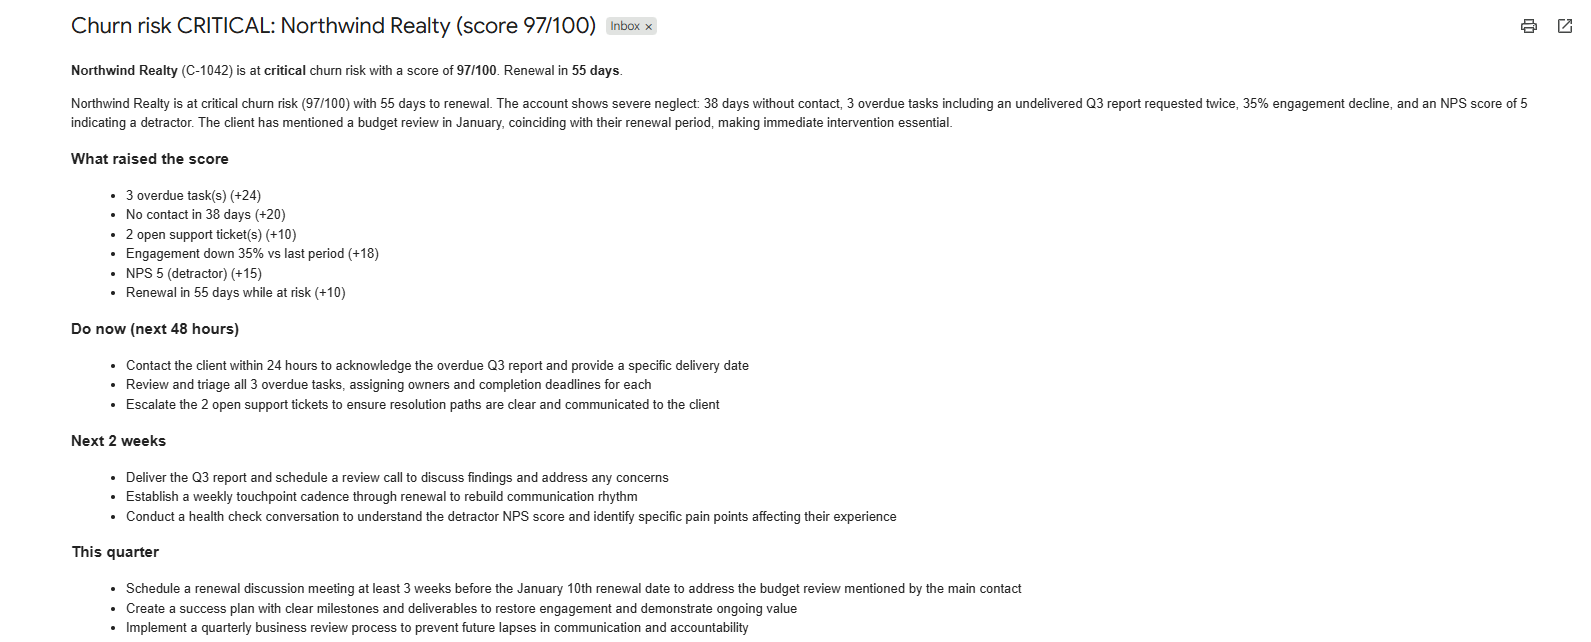 Churn risk CRITICAL: Northwind Realty (score 97/100) Inbox ×
Northwind Realty (C-1042) is at critical churn risk with a score of 97/100. Renewal in 55 days.
Northwind Realty is at critical churn risk (97/100) with 55 days to renewal. The account shows severe neglect: 38 days without contact, 3 overdue tasks including an undelivered Q3 report requested twice, 35% engagement decline, and an NPS score of 5
indicating a detractor. The client has mentioned a budget review in January, coinciding with their renewal period, making immediate intervention essential.
What raised the score
• 3 overdue task(s) (+24)
• No contact in 38 days (+20)
• 2 open support ticket(s) (+10)
• Engagement down 35% vs last period (+18)
• NPS 5 (detractor) (+15)
• Renewal in 55 days while at risk (+10)
Do now (next 48 hours)
• Contact the client within 24 hours to acknowledge the overdue Q3 report and provide a specific delivery date
• Review and triage all 3 overdue tasks, assigning owners and completion deadlines for each
• Escalate the 2 open support tickets to ensure resolution paths are clear and communicated to the client
Next 2 weeks
• Deliver the Q3 report and schedule a review call to discuss findings and address any concerns
• Establish a weekly touchpoint cadence through renewal to rebuild communication rhythm
• Conduct a health check conversation to understand the detractor NPS score and identify specific pain points affecting their experience
This quarter
• Schedule a renewal discussion meeting at least 3 weeks before the January 10th renewal date to address the budget review mentioned by the main contact
• Create a success plan with clear milestones and deliverables to restore engagement and demonstrate ongoing value
• Implement a quarterly business review process to prevent future lapses in communication and accountability